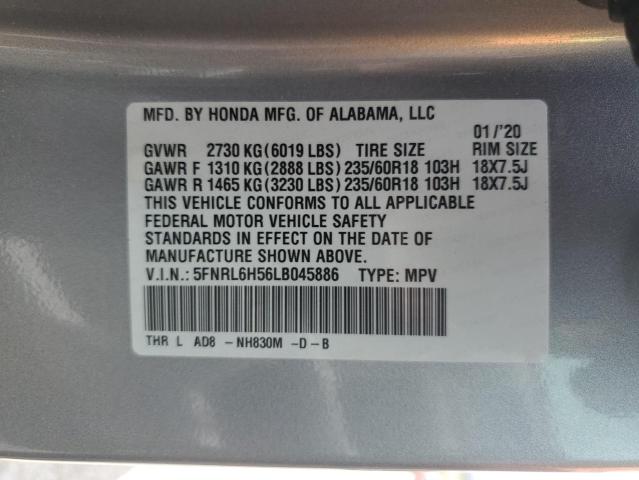 MFD. BY HONDA MFG. OF ALABAMA, LLC
01/'20
GVWR 2730 KG(6019 LBS) TIRE SIZE RIM SIZE
GAWR F 1310 KG(2888 LBS)235/60R18 103H 18X7.5J
GAWR R 1465 KG(3230 LBS)235/60R18 103H 18X7.5J
THIS VEHICLE CONFORMS TO ALL APPLICABLE
FEDERAL MOTOR VEHICLE SAFETY
STANDARDS IN EFFECT ON THE DATE OF
MANUFACTURE SHOWN ABOVE.
V.I.N.: 5FNRL6H56LB045886 TYPE: MPV
THR L AD8 -NH830M -D-B